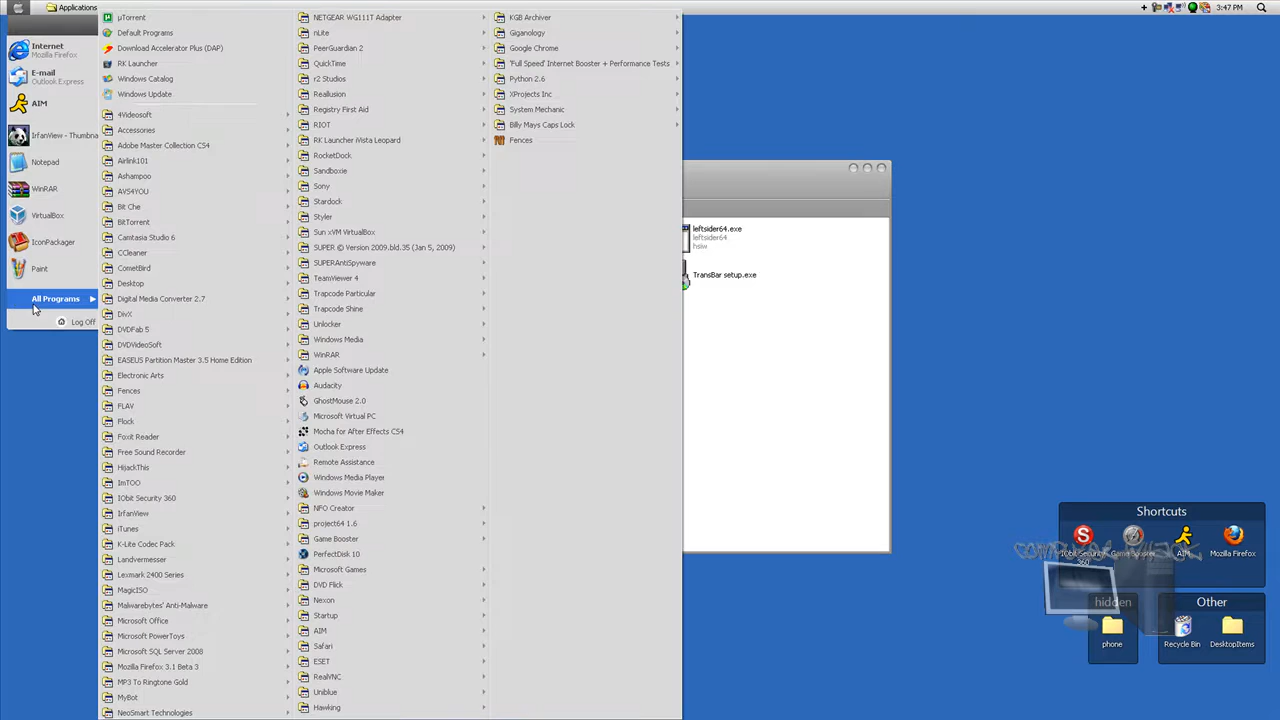 Applications
3:47 PM
Internet
Mozilla Firefox
E-mail
Outlook Express
AIM
IrfanView - Thumbna
Notepad
WinRAR
VirtualBox
IconPackager
Paint
All Programs
Log Off
µTorrent
Default Programs
Download Accelerator Plus (DAP)
RK Launcher
Windows Catalog
Windows Update
4Videosoft
Accessories
Adobe Master Collection CS4
Airlink101
Ashampoo
AVS4YOU
Bit Che
BitTorrent
Camtasia Studio 6
CCleaner
CometBird
Desktop
Digital Media Converter 2.7
DivX
DVDFab 5
DVDVideoSoft
EASEUS Partition Master 3.5 Home Edition
Electronic Arts
Fences
FLAV
Flock
Foxit Reader
Free Sound Recorder
HijackThis
ImTOO
IObit Security 360
IrfanView
iTunes
K-Lite Codec Pack
Landvermesser
Lexmark 2400 Series
MagicISO
Malwarebytes' Anti-Malware
Microsoft Office
Microsoft PowerToys
Microsoft SQL Server 2008
Mozilla Firefox 3.1 Beta 3
MP3 To Ringtone Gold
MyBot
NeoSmart Technologies
NETGEAR WG111T Adapter
nLite
PeerGuardian 2
QuickTime
r2 Studios
Reallusion
Registry First Aid
RIOT
RK Launcher iVista Leopard
RocketDock
Sandboxie
Sony
Stardock
Styler
Sun xVM VirtualBox
SUPER © Version 2009.bld.35 (Jan 5, 2009)
SUPERAntiSpyware
TeamViewer 4
Trapcode Particular
Trapcode Shine
Unlocker
Windows Media
WinRAR
Apple Software Update
Audacity
GhostMouse 2.0
Microsoft Virtual PC
Mocha for After Effects CS4
Outlook Express
Remote Assistance
Windows Media Player
Windows Movie Maker
NFO Creator
project64 1.6
Game Booster
PerfectDisk 10
Microsoft Games
DVD Flick
Nexon
Startup
AIM
Safari
ESET
RealVNC
Uniblue
Hawking
KGB Archiver
Giganology
Google Chrome
'Full Speed' Internet Booster + Performance Tests
Python 2.6
XProjects Inc
System Mechanic
Billy Mays Caps Lock
Fences
leftsider64.exe
leftsider64
hsiw
TransBar setup.exe
Shortcuts
IObit Security 360
Game Booster
AIM
Mozilla Firefox
hidden
phone
Other
Recycle Bin
DesktopItems